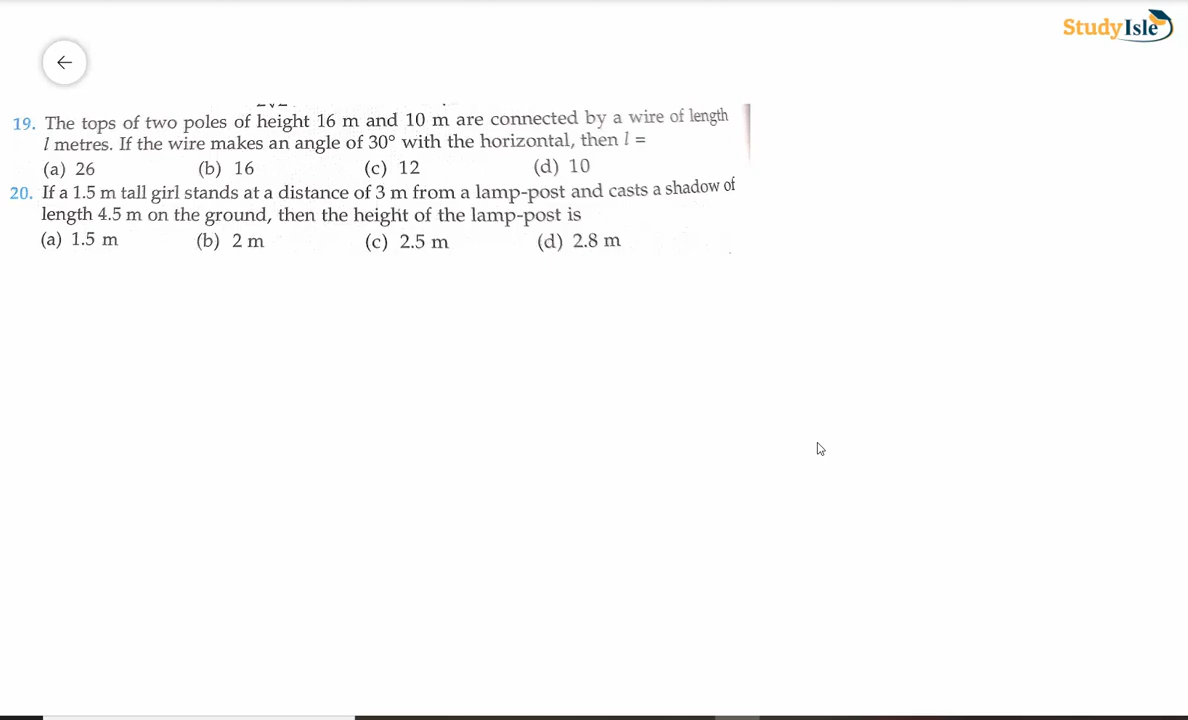 StudyIsle
19. The tops of two poles of height 16 m and 10 m are connected by a wire of length
l metres. If the wire makes an angle of 30° with the horizontal, then l =
(a) 26 (b) 16 (c) 12 (d) 10
20. If a 1.5 m tall girl stands at a distance of 3 m from a lamp-post and casts a shadow of
length 4.5 m on the ground, then the height of the lamp-post is
(a) 1.5 m (b) 2 m (c) 2.5 m (d) 2.8 m